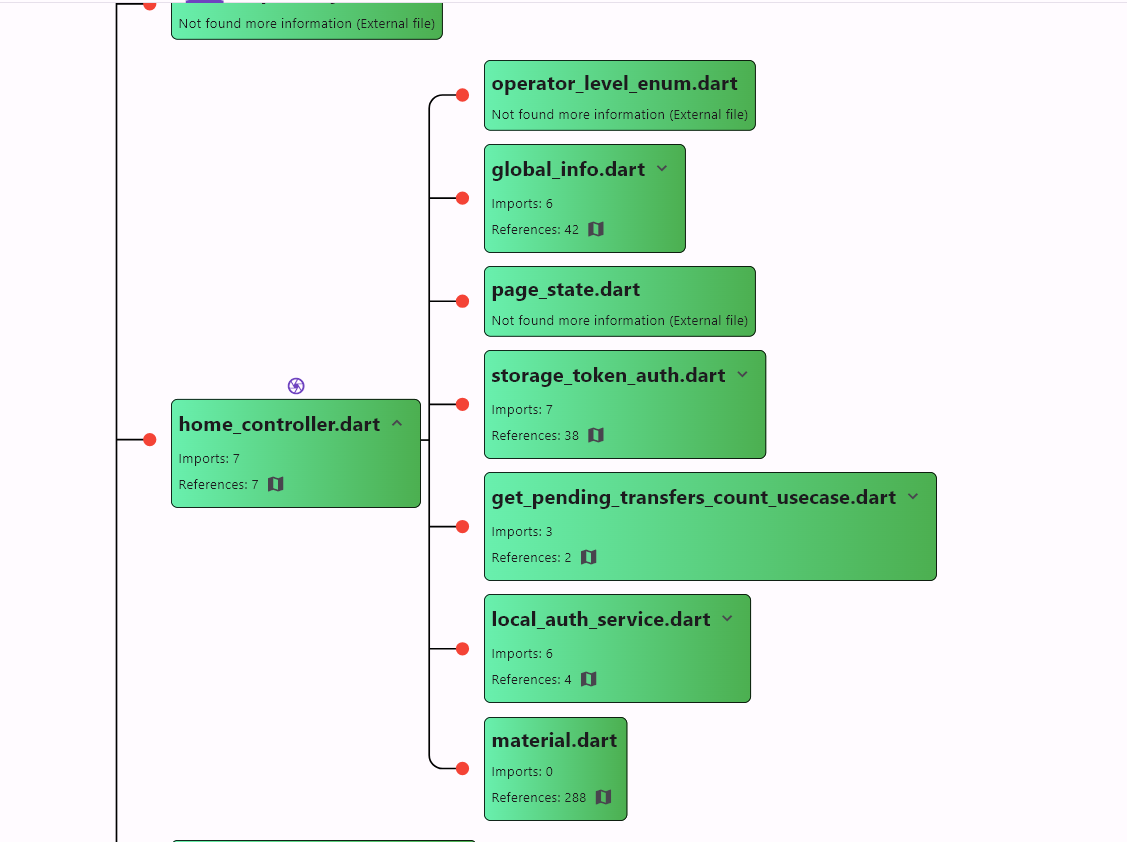 Not found more information (External file)
operator_level_enum.dart
Not found more information (External file)
global_info.dart
Imports: 6
References: 42
page_state.dart
Not found more information (External file)
storage_token_auth.dart
Imports: 7
References: 38
home_controller.dart
Imports: 7
References: 7
get_pending_transfers_count_usecase.dart
Imports: 3
References: 2
local_auth_service.dart
Imports: 6
References: 4
material.dart
Imports: 0
References: 288